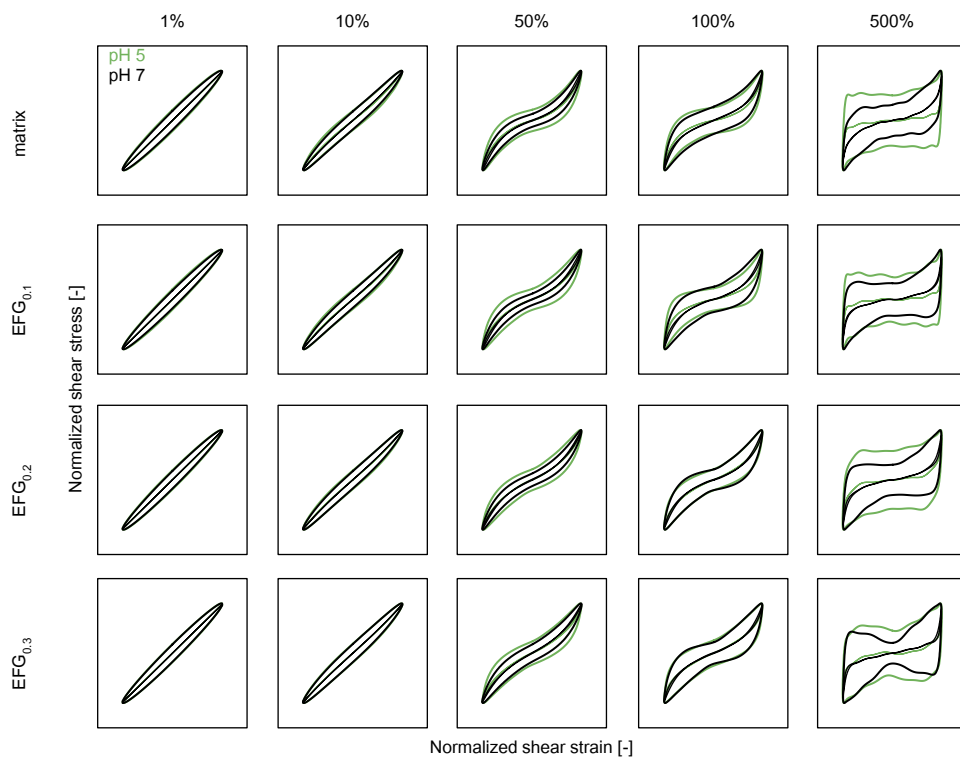 1% 10% 50% 100% 500%
pH 5
pH 7
matrix
EFG0.1
EFG0.2
EFG0.3
Normalized shear stress [-]
Normalized shear strain [-]